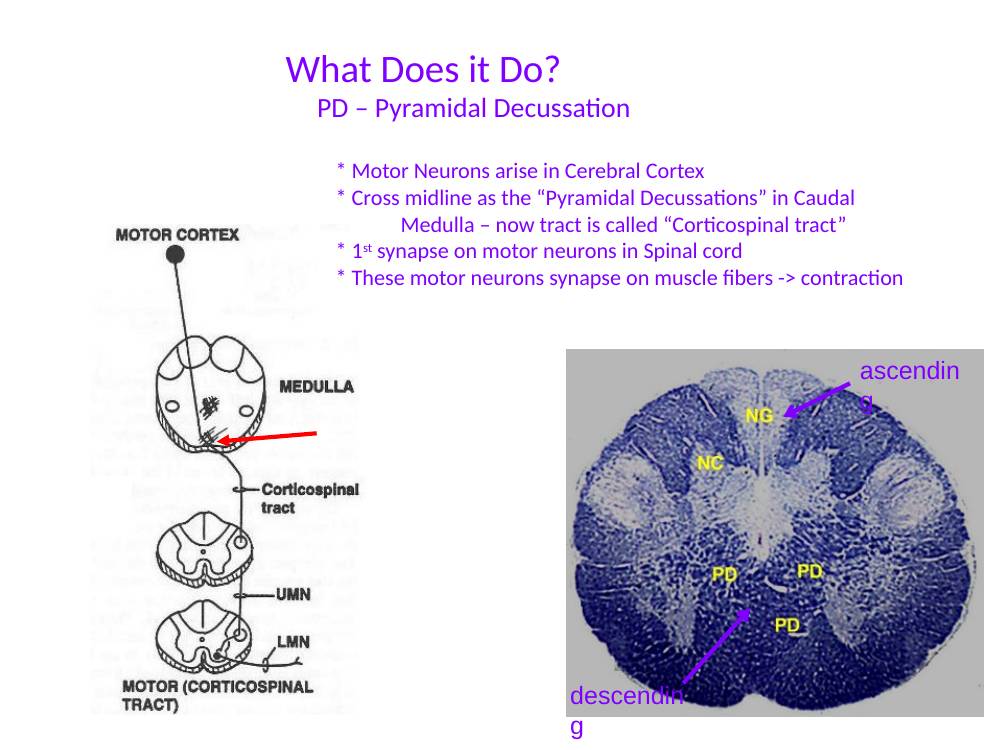 What Does it Do?
PD – Pyramidal Decussation
* Motor Neurons arise in Cerebral Cortex
* Cross midline as the “Pyramidal Decussations” in Caudal
Medulla – now tract is called “Corticospinal tract”
* 1st synapse on motor neurons in Spinal cord
* These motor neurons synapse on muscle fibers -> contraction
MOTOR CORTEX
MEDULLA
Corticospinal
tract
UMN
LMN
MOTOR (CORTICOSPINAL
TRACT)
ascendin
g
NG
NC
PD
PD
PD
descendin
g